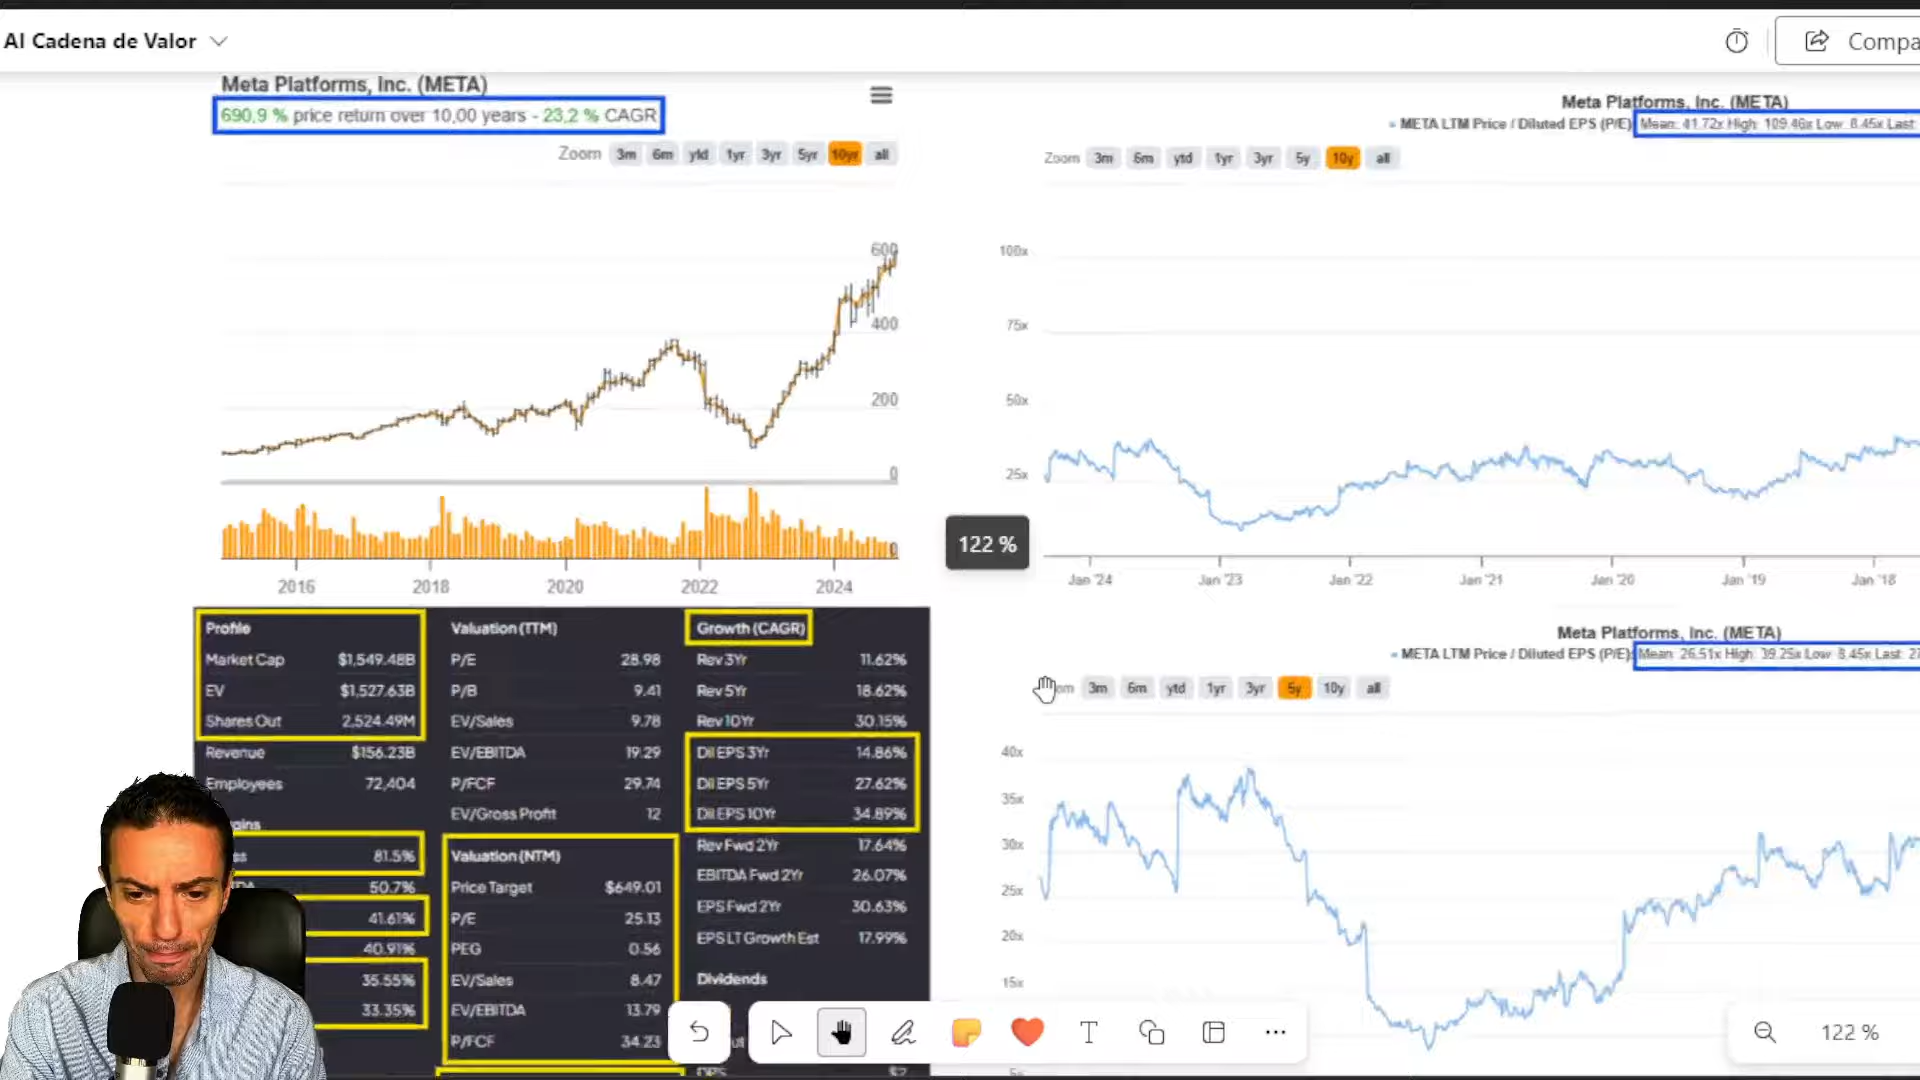 AI Cadena de Valor
Compa
Meta Platforms, Inc. (META)
690,9 % price return over 10,00 years - 23,2 % CAGR
Zoom 3m 6m ytd 1yr 3yr 5yr 10yr all
600
400
200
0
0
2016 2018 2020 2022 2024
Meta Platforms, Inc. (META)
META LTM Price / Diluted EPS (P/E): Mean: 41.72x High: 109.46x Low: 8.45x Last:
Zoom 3m 6m ytd 1yr 3yr 5y 10y all
100x
75x
50x
25x
Jan '24 Jan '23 Jan '22 Jan '21 Jan '20 Jan '19 Jan '18
122 %
Meta Platforms, Inc. (META)
META LTM Price / Diluted EPS (P/E): Mean: 26.51x High: 39.25x Low: 8.45x Last: 27
3m 6m ytd 1yr 3yr 5y 10y all
40x
35x
30x
25x
20x
15x
Profile
Market Cap $1,549.48B
EV $1,527.63B
Shares Out 2,524.49M
Revenue $156.23B
Employees 72,404
81.5%
50.7%
41.61%
40.91%
35.55%
33.35%
Valuation (TTM)
P/E 28.98
P/B 9.41
EV/Sales 9.78
EV/EBITDA 19.29
P/FCF 29.74
EV/Gross Profit 12
Valuation (NTM)
Price Target $649.01
P/E 25.13
PEG 0.56
EV/Sales 8.47
EV/EBITDA 13.79
P/FCF 34.23
Growth (CAGR)
Rev 3Yr 11.62%
Rev 5Yr 18.62%
Rev 10Yr 30.15%
Dil EPS 3Yr 14.86%
Dil EPS 5Yr 27.62%
Dil EPS 10Yr 34.89%
Rev Fwd 2Yr 17.64%
EBITDA Fwd 2Yr 26.07%
EPS Fwd 2Yr 30.63%
EPS LT Growth Est 17.99%
Dividends
DPS $2
122 %